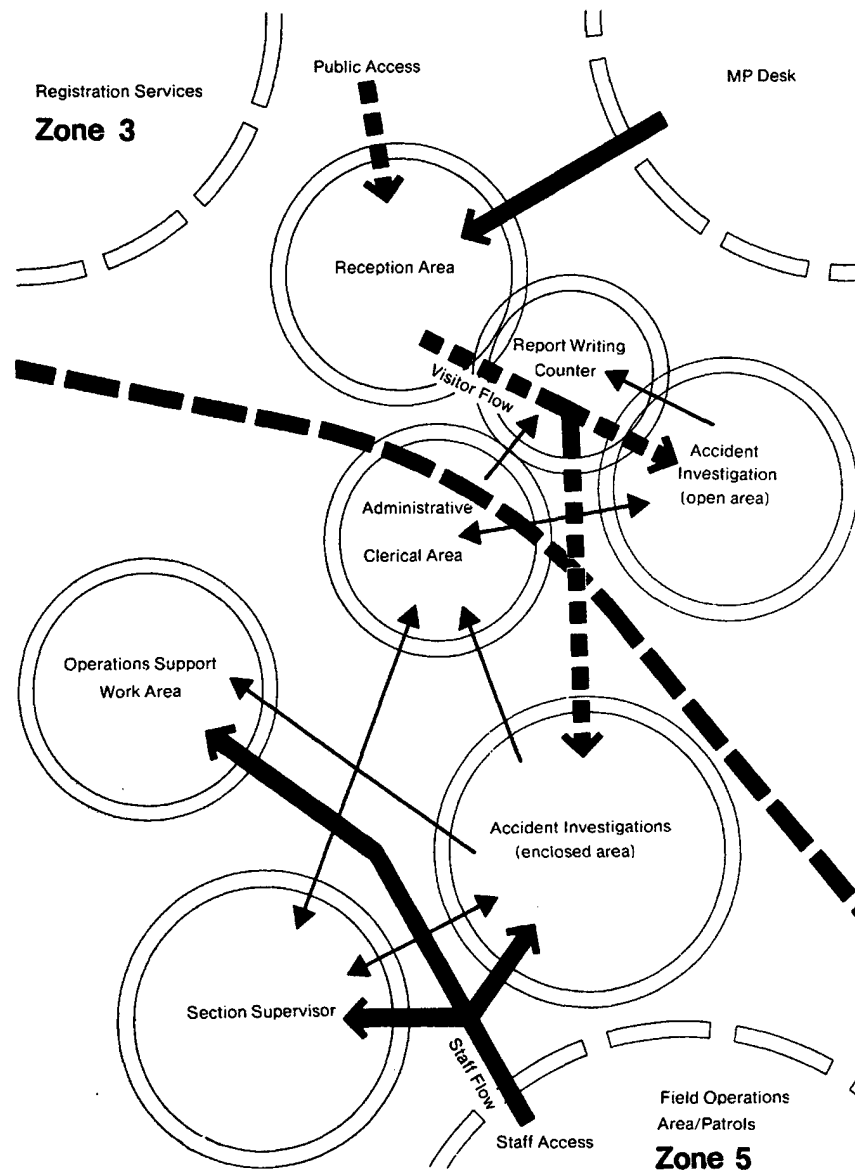 Public Access
MP Desk
Registration Services
Zone 3
Reception Area
Report Writing
Counter
Visitor Flow
Accident
Investigation
(open area)
Administrative
Clerical Area
Operations Support
Work Area
Accident Investigations
(enclosed area)
Section Supervisor
Staff Flow
Staff Access
Field Operations
Area/Patrols
Zone 5